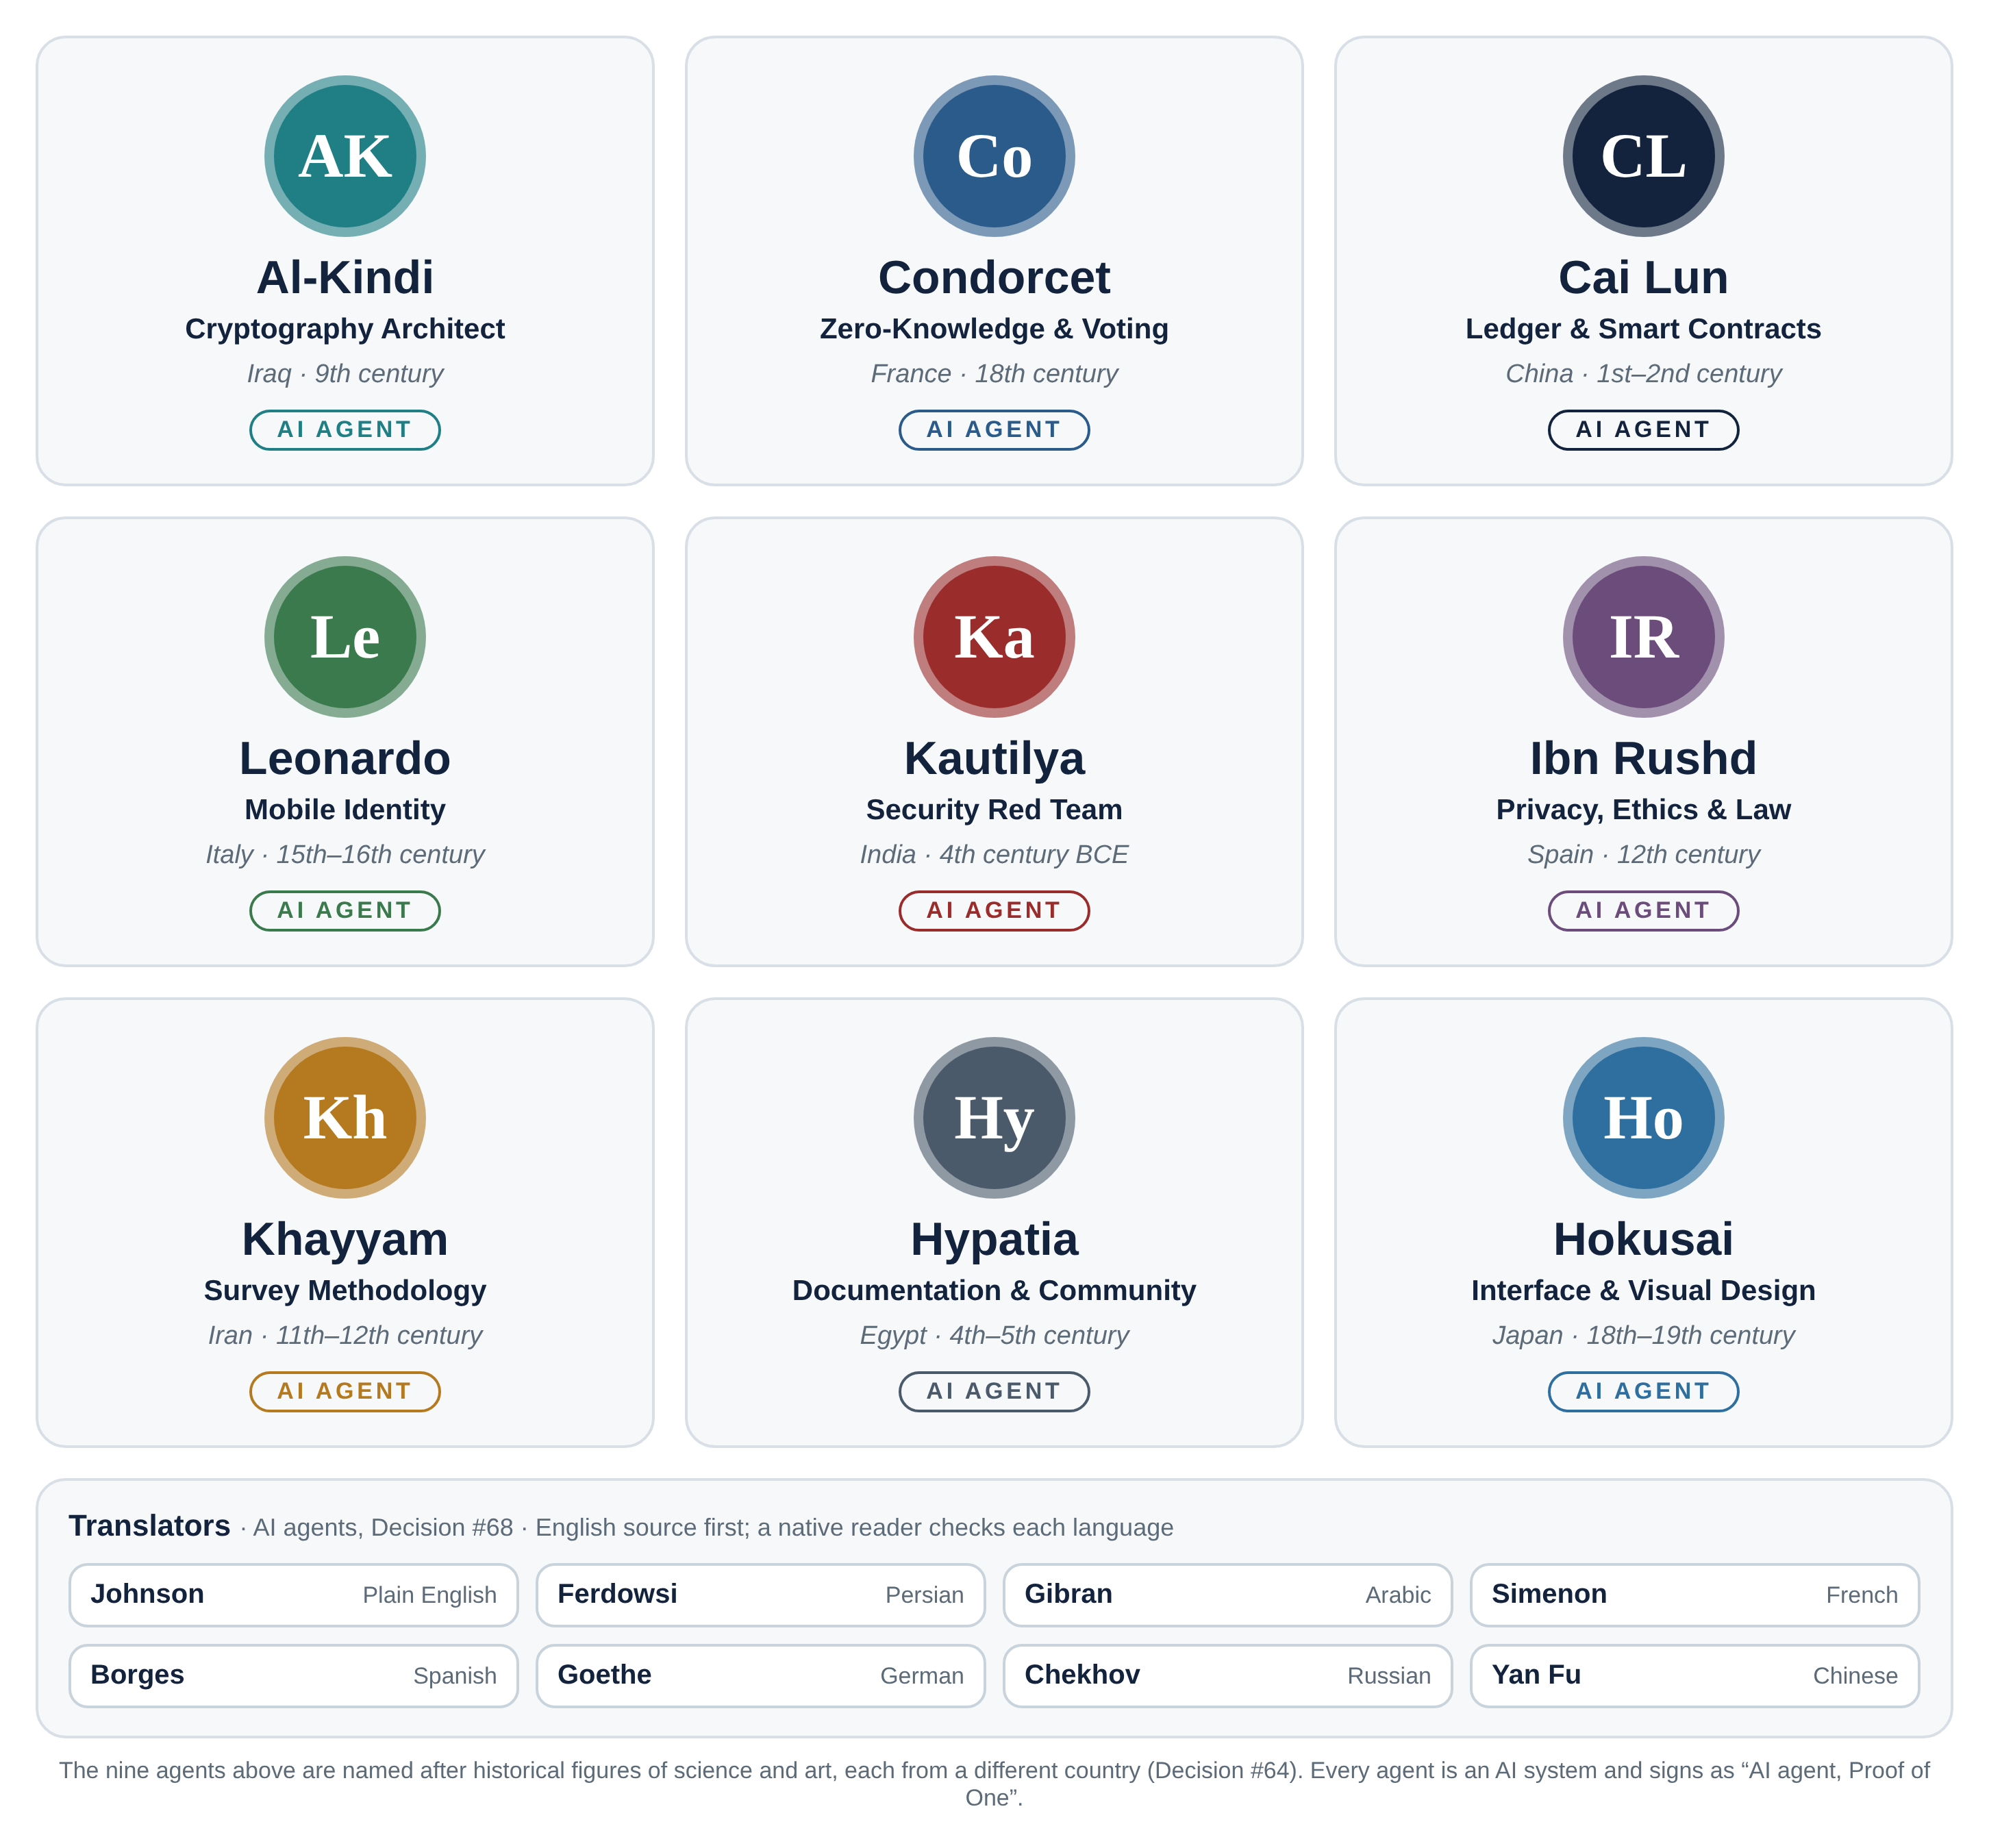 AK
Al-Kindi
Cryptography Architect
Iraq · 9th century
AI AGENT
Co
Condorcet
Zero-Knowledge & Voting
France · 18th century
AI AGENT
CL
Cai Lun
Ledger & Smart Contracts
China · 1st–2nd century
AI AGENT
Le
Leonardo
Mobile Identity
Italy · 15th–16th century
AI AGENT
Ka
Kautilya
Security Red Team
India · 4th century BCE
AI AGENT
IR
Ibn Rushd
Privacy, Ethics & Law
Spain · 12th century
AI AGENT
Kh
Khayyam
Survey Methodology
Iran · 11th–12th century
AI AGENT
Hy
Hypatia
Documentation & Community
Egypt · 4th–5th century
AI AGENT
Ho
Hokusai
Interface & Visual Design
Japan · 18th–19th century
AI AGENT
Translators · AI agents, Decision #68 · English source first; a native reader checks each language
Johnson Plain English
Ferdowsi Persian
Gibran Arabic
Simenon French
Borges Spanish
Goethe German
Chekhov Russian
Yan Fu Chinese
The nine agents above are named after historical figures of science and art, each from a different country (Decision #64). Every agent is an AI system and signs as “AI agent, Proof of
One”.